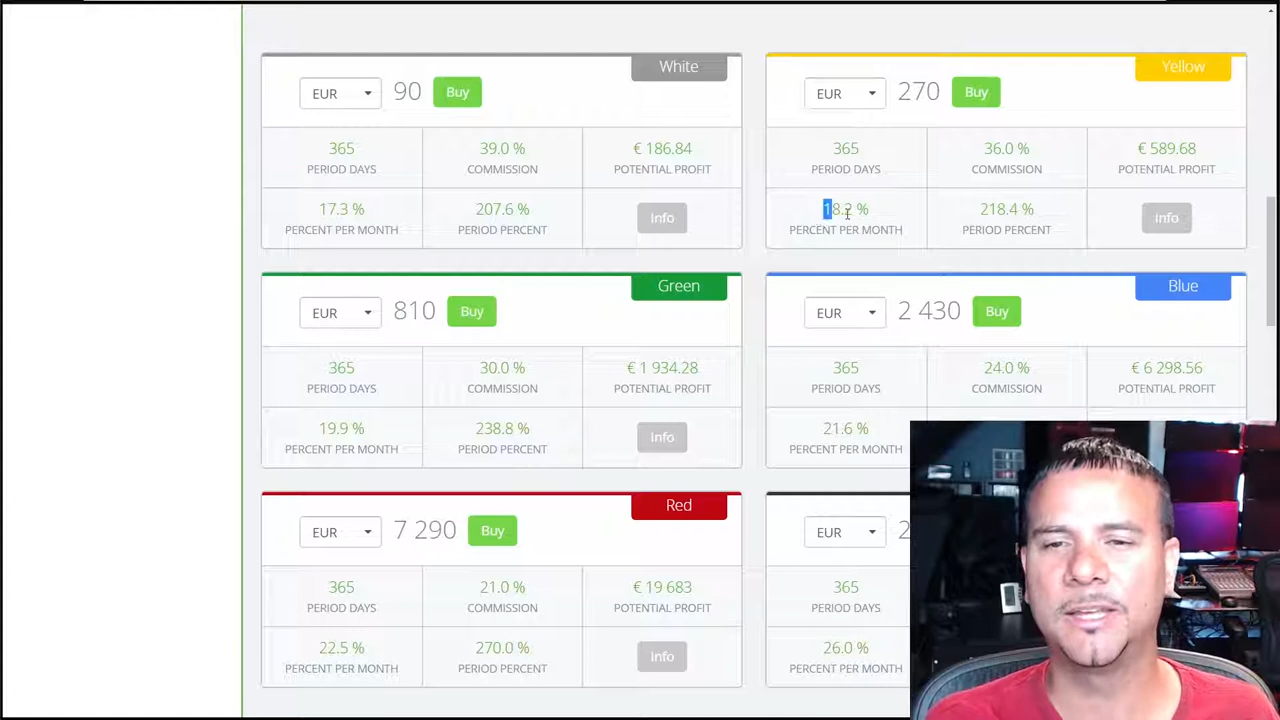 White
EUR 90 Buy
365 39.0 % € 186.84
PERIOD DAYS COMMISSION POTENTIAL PROFIT
17.3 % 207.6 % Info
PERCENT PER MONTH PERIOD PERCENT
Yellow
EUR 270 Buy
365 36.0 % € 589.68
PERIOD DAYS COMMISSION POTENTIAL PROFIT
18.2 % 218.4 % Info
PERCENT PER MONTH PERIOD PERCENT
Green
EUR 810 Buy
365 30.0 % € 1 934.28
PERIOD DAYS COMMISSION POTENTIAL PROFIT
19.9 % 238.8 % Info
PERCENT PER MONTH PERIOD PERCENT
Blue
EUR 2 430 Buy
365 24.0 % € 6 298.56
PERIOD DAYS COMMISSION POTENTIAL PROFIT
21.6 %
PERCENT PER MONTH
Red
EUR 7 290 Buy
365 21.0 % € 19 683
PERIOD DAYS COMMISSION POTENTIAL PROFIT
22.5 % 270.0 % Info
PERCENT PER MONTH PERIOD PERCENT
EUR
365
PERIOD DAYS
26.0 %
PERCENT PER MONTH